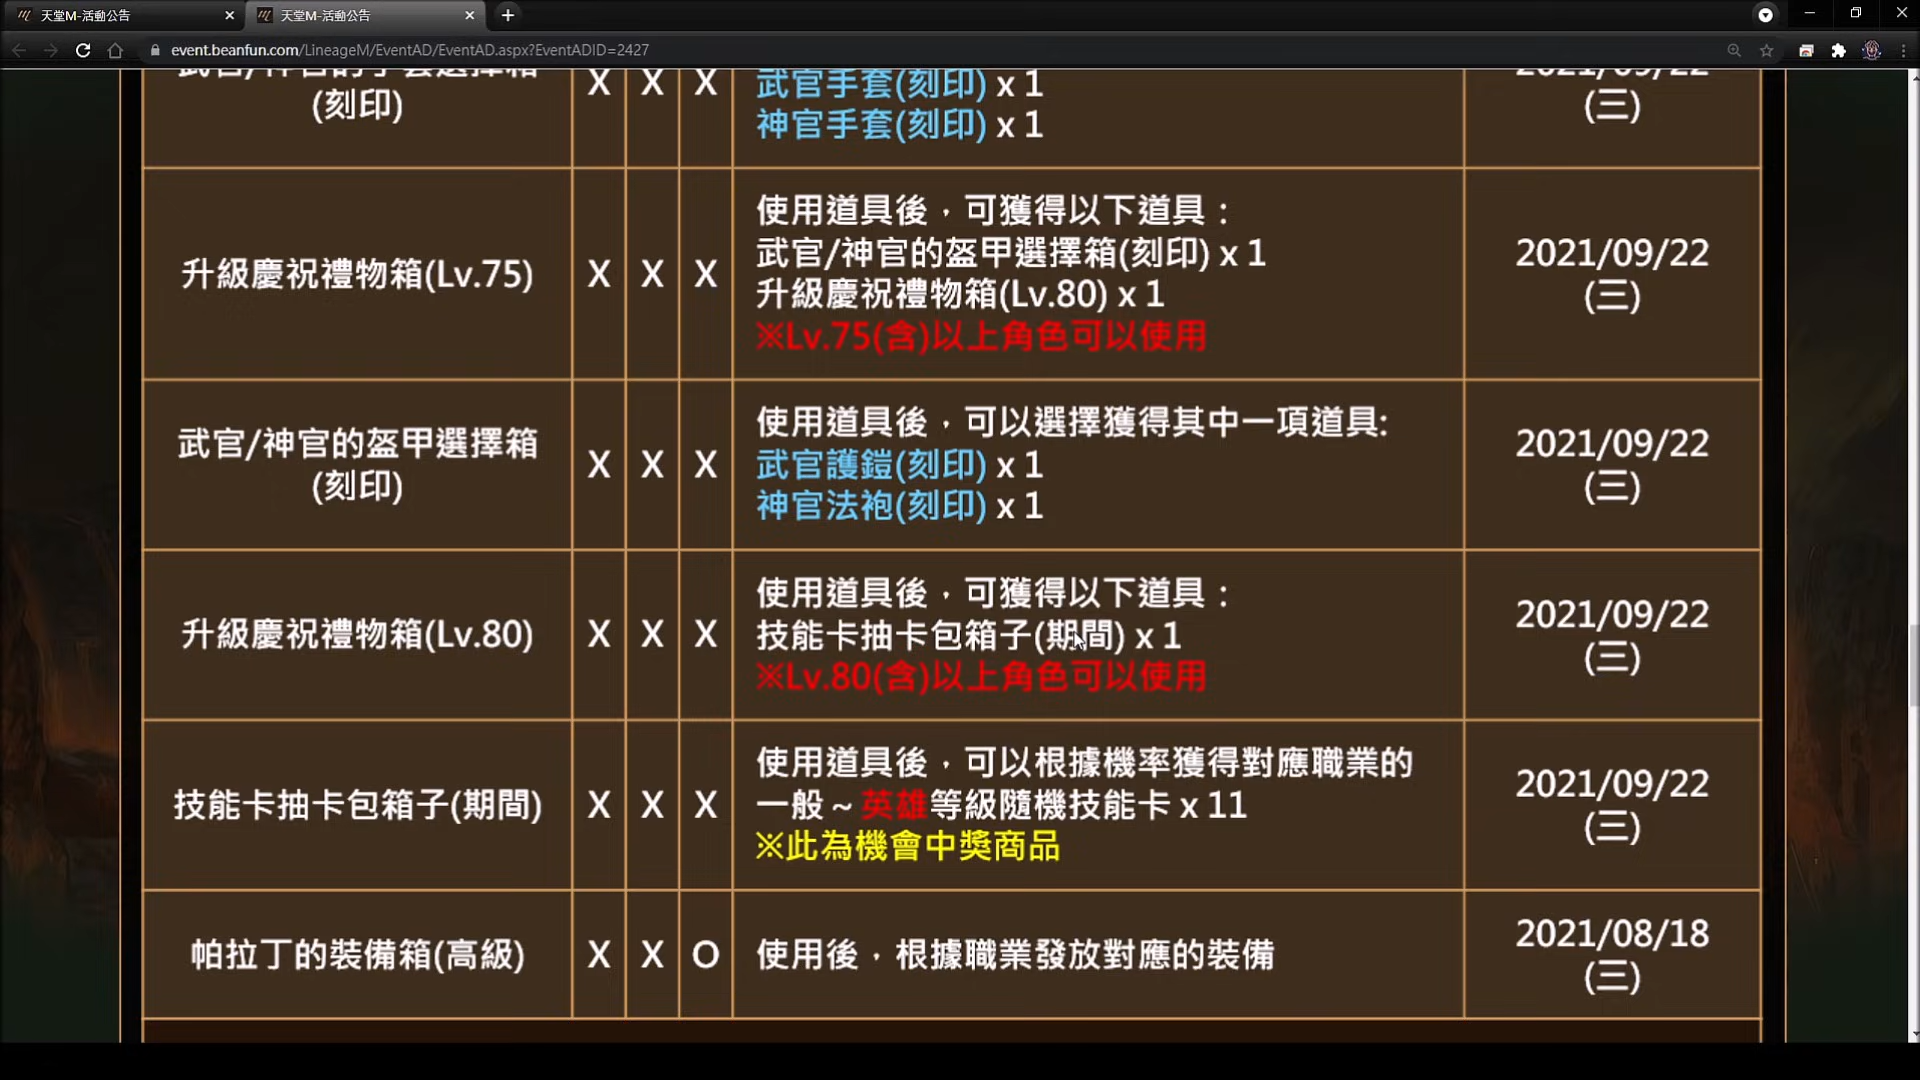 天堂M-活動公告
天堂M-活動公告
event.beanfun.com/LineageM/EventAD/EventAD.aspx?EventADID=2427
武官/神官的手套選擇箱
(刻印)
X X X
武官手套(刻印) x 1
神官手套(刻印) x 1
2021/09/22
(三)
升級慶祝禮物箱(Lv.75)
X X X
使用道具後，可獲得以下道具：
武官/神官的盔甲選擇箱(刻印) x 1
升級慶祝禮物箱(Lv.80) x 1
※Lv.75(含)以上角色可以使用
2021/09/22
(三)
武官/神官的盔甲選擇箱
(刻印)
X X X
使用道具後，可以選擇獲得其中一項道具:
武官護鎧(刻印) x 1
神官法袍(刻印) x 1
2021/09/22
(三)
升級慶祝禮物箱(Lv.80)
X X X
使用道具後，可獲得以下道具：
技能卡抽卡包箱子(期間) x 1
※Lv.80(含)以上角色可以使用
2021/09/22
(三)
技能卡抽卡包箱子(期間)
X X X
使用道具後，可以根據機率獲得對應職業的
一般～英雄等級隨機技能卡 x 11
※此為機會中獎商品
2021/09/22
(三)
帕拉丁的裝備箱(高級)
X X O
使用後，根據職業發放對應的裝備
2021/08/18
(三)